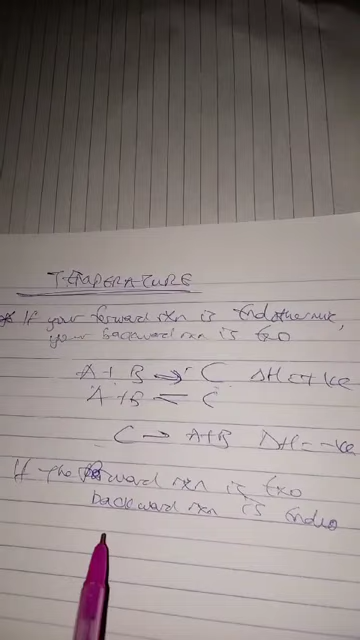 TEMPERATURE
* If your forward rxn is Endothermic,
your backward rxn is Exo
A + B ⇌ C ΔH = +Ve
A + B ← C
C → A+B ΔH = -Ve
If the forward rxn is Exo
backward rxn is Endo